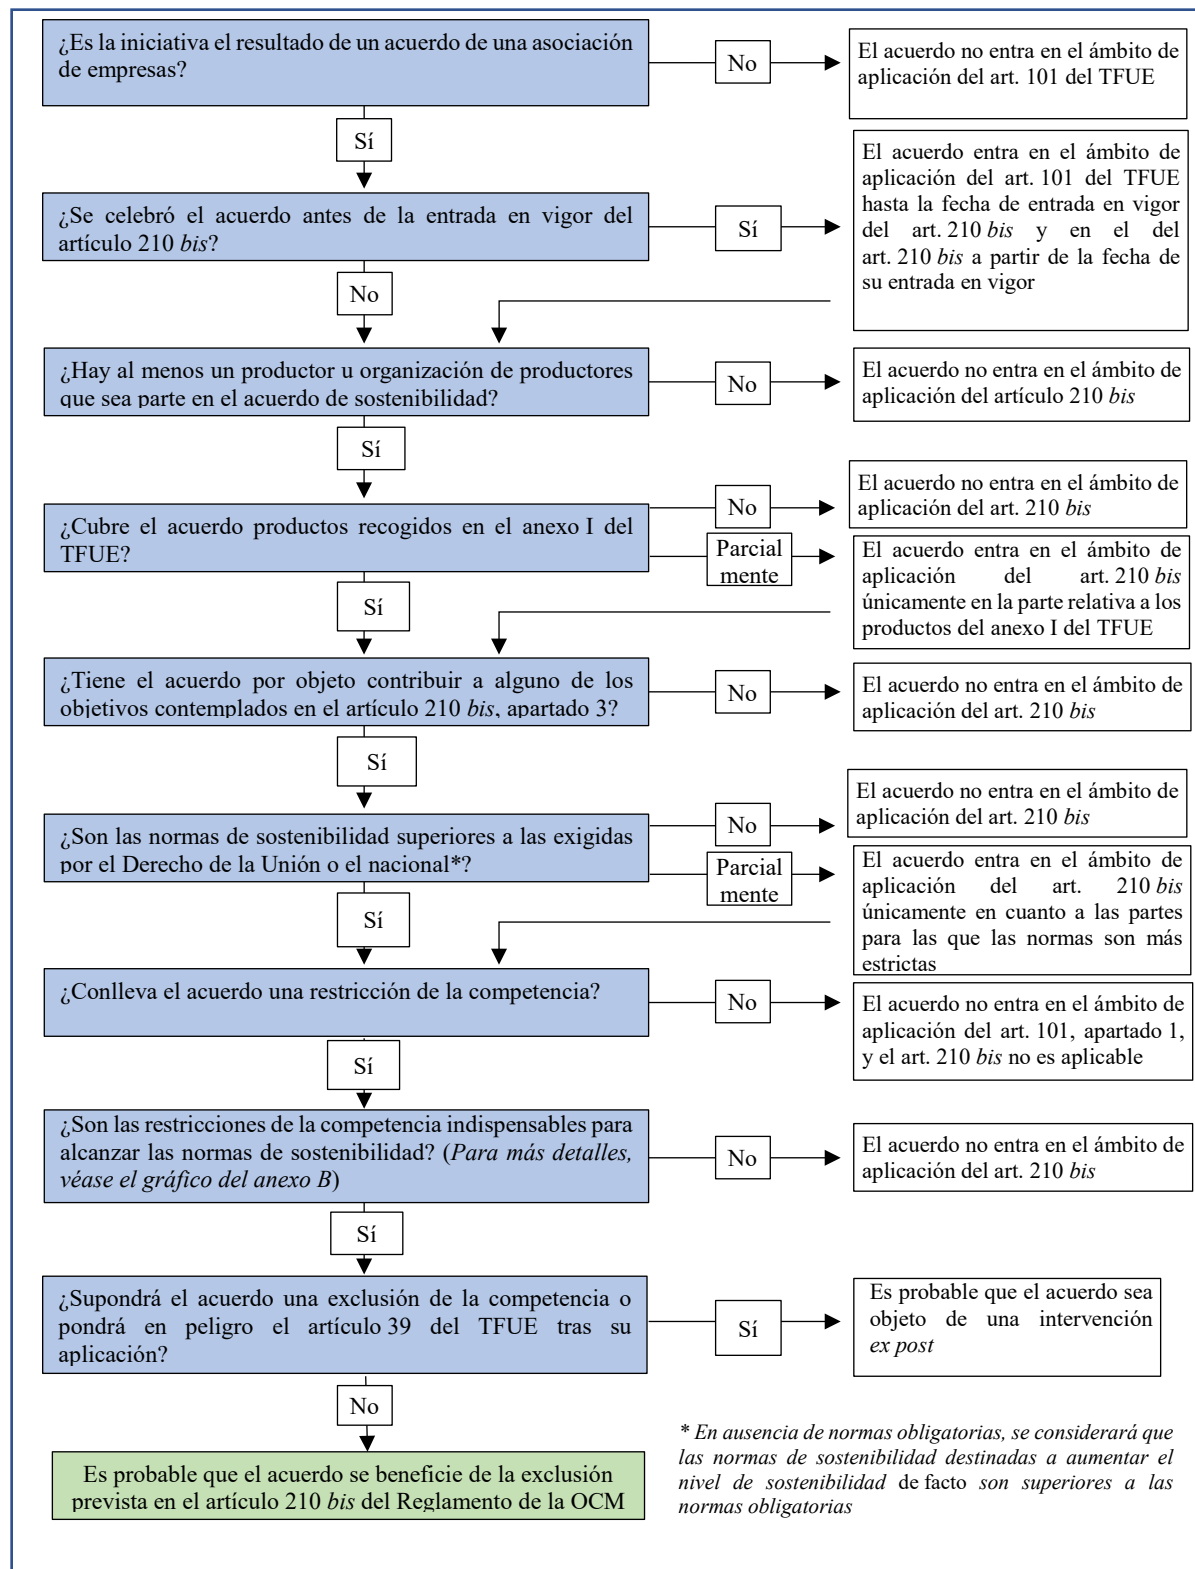 ¿Es la iniciativa el resultado de un acuerdo de una asociación
de empresas?
No
El acuerdo no entra en el ámbito de
aplicación del art. 101 del TFUE
Sí
¿Se celebró el acuerdo antes de la entrada en vigor del
artículo 210 bis?
Sí
El acuerdo entra en el ámbito de
aplicación del art. 101 del TFUE
hasta la fecha de entrada en vigor
del art. 210 bis y en el del
art. 210 bis a partir de la fecha de
su entrada en vigor
No
¿Hay al menos un productor u organización de productores
que sea parte en el acuerdo de sostenibilidad?
No
El acuerdo no entra en el ámbito de
aplicación del artículo 210 bis
Sí
¿Cubre el acuerdo productos recogidos en el anexo I del
TFUE?
No
El acuerdo no entra en el ámbito de
aplicación del art. 210 bis
Parcial
mente
El acuerdo entra en el ámbito de
aplicación del art. 210 bis
únicamente en la parte relativa a los
productos del anexo I del TFUE
Sí
¿Tiene el acuerdo por objeto contribuir a alguno de los
objetivos contemplados en el artículo 210 bis, apartado 3?
No
El acuerdo no entra en el ámbito de
aplicación del art. 210 bis
Sí
¿Son las normas de sostenibilidad superiores a las exigidas
por el Derecho de la Unión o el nacional*?
No
El acuerdo no entra en el ámbito de
aplicación del art. 210 bis
Parcial
mente
El acuerdo entra en el ámbito de
aplicación del art. 210 bis
únicamente en cuanto a las partes
para las que las normas son más
estrictas
Sí
¿Conlleva el acuerdo una restricción de la competencia?
No
El acuerdo no entra en el ámbito de
aplicación del art. 101, apartado 1,
y el art. 210 bis no es aplicable
Sí
¿Son las restricciones de la competencia indispensables para
alcanzar las normas de sostenibilidad? (Para más detalles,
véase el gráfico del anexo B)
No
El acuerdo no entra en el ámbito de
aplicación del art. 210 bis
Sí
¿Supondrá el acuerdo una exclusión de la competencia o
pondrá en peligro el artículo 39 del TFUE tras su
aplicación?
Sí
Es probable que el acuerdo sea
objeto de una intervención
ex post
No
Es probable que el acuerdo se beneficie de la exclusión
prevista en el artículo 210 bis del Reglamento de la OCM
* En ausencia de normas obligatorias, se considerará que
las normas de sostenibilidad destinadas a aumentar el
nivel de sostenibilidad de facto son superiores a las
normas obligatorias